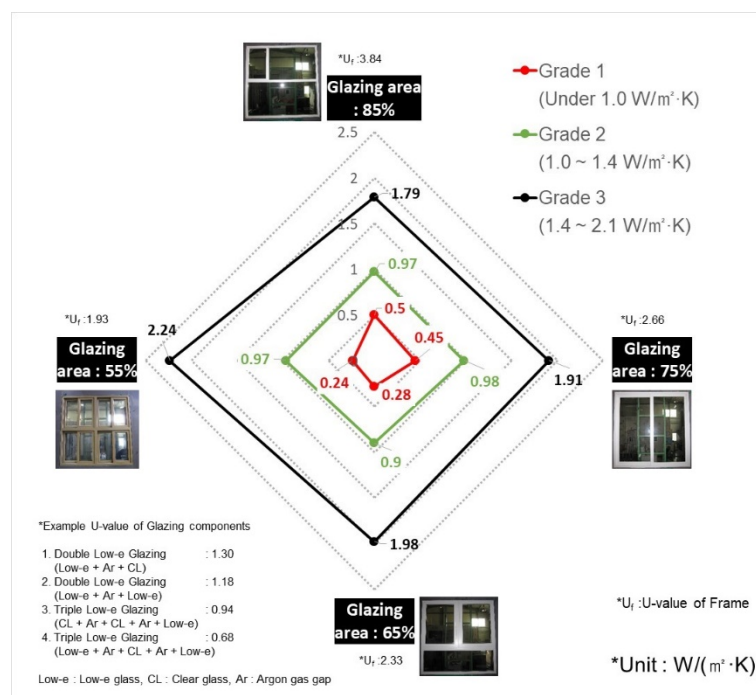 *Uf :3.84
Glazing area
: 85%
Grade 1
(Under 1.0 W/㎡·K)
Grade 2
(1.0 ~ 1.4 W/㎡·K)
Grade 3
(1.4 ~ 2.1 W/㎡·K)
2.5
2
1.79
1.5
1
0.97
0.5
0.5
*Uf :1.93
2.24
Glazing
area : 55%
0.97
0.24
0.45
0.28
0.98
1.91
*Uf :2.66
Glazing
area : 75%
0.9
1.98
*Example U-value of Glazing components
1. Double Low-e Glazing : 1.30
(Low-e + Ar + CL)
2. Double Low-e Glazing : 1.18
(Low-e + Ar + Low-e)
3. Triple Low-e Glazing : 0.94
(CL + Ar + CL + Ar + Low-e)
4. Triple Low-e Glazing : 0.68
(Low-e + Ar + CL + Ar + Low-e)
Low-e : Low-e glass, CL : Clear glass, Ar : Argon gas gap
Glazing
area : 65%
*Uf :2.33
*Uf :U-value of Frame
*Unit : W/(㎡·K)